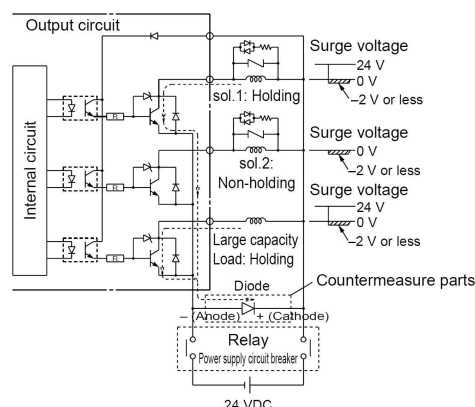 Output circuit
Internal circuit
R
R
R
sol.1: Holding
sol.2:
Non-holding
Large capacity
Load: Holding
Surge voltage
24 V
0 V
–2 V or less
Surge voltage
0 V
–2 V or less
Surge voltage
24 V
0 V
–2 V or less
Countermeasure parts
Diode
– (Anode) + (Cathode)
Relay
Power supply circuit breaker
24 VDC